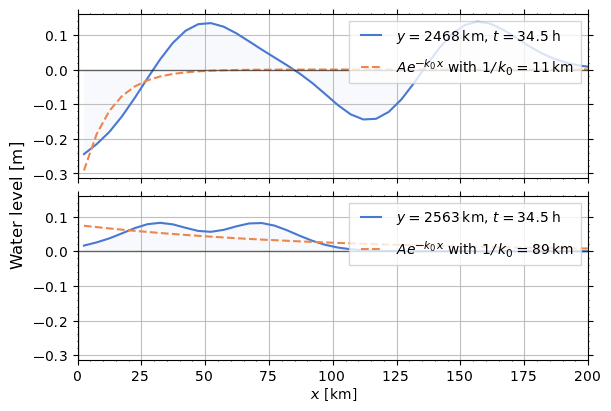 0.1
0.0
−0.1
−0.2
−0.3
y = 2468 km, t = 34.5 h
Ae^{−k₀x} with 1/k₀ = 11 km
0.1
0.0
−0.1
−0.2
−0.3
y = 2563 km, t = 34.5 h
Ae^{−k₀x} with 1/k₀ = 89 km
0 25 50 75 100 125 150 175 200
x [km]
Water level [m]